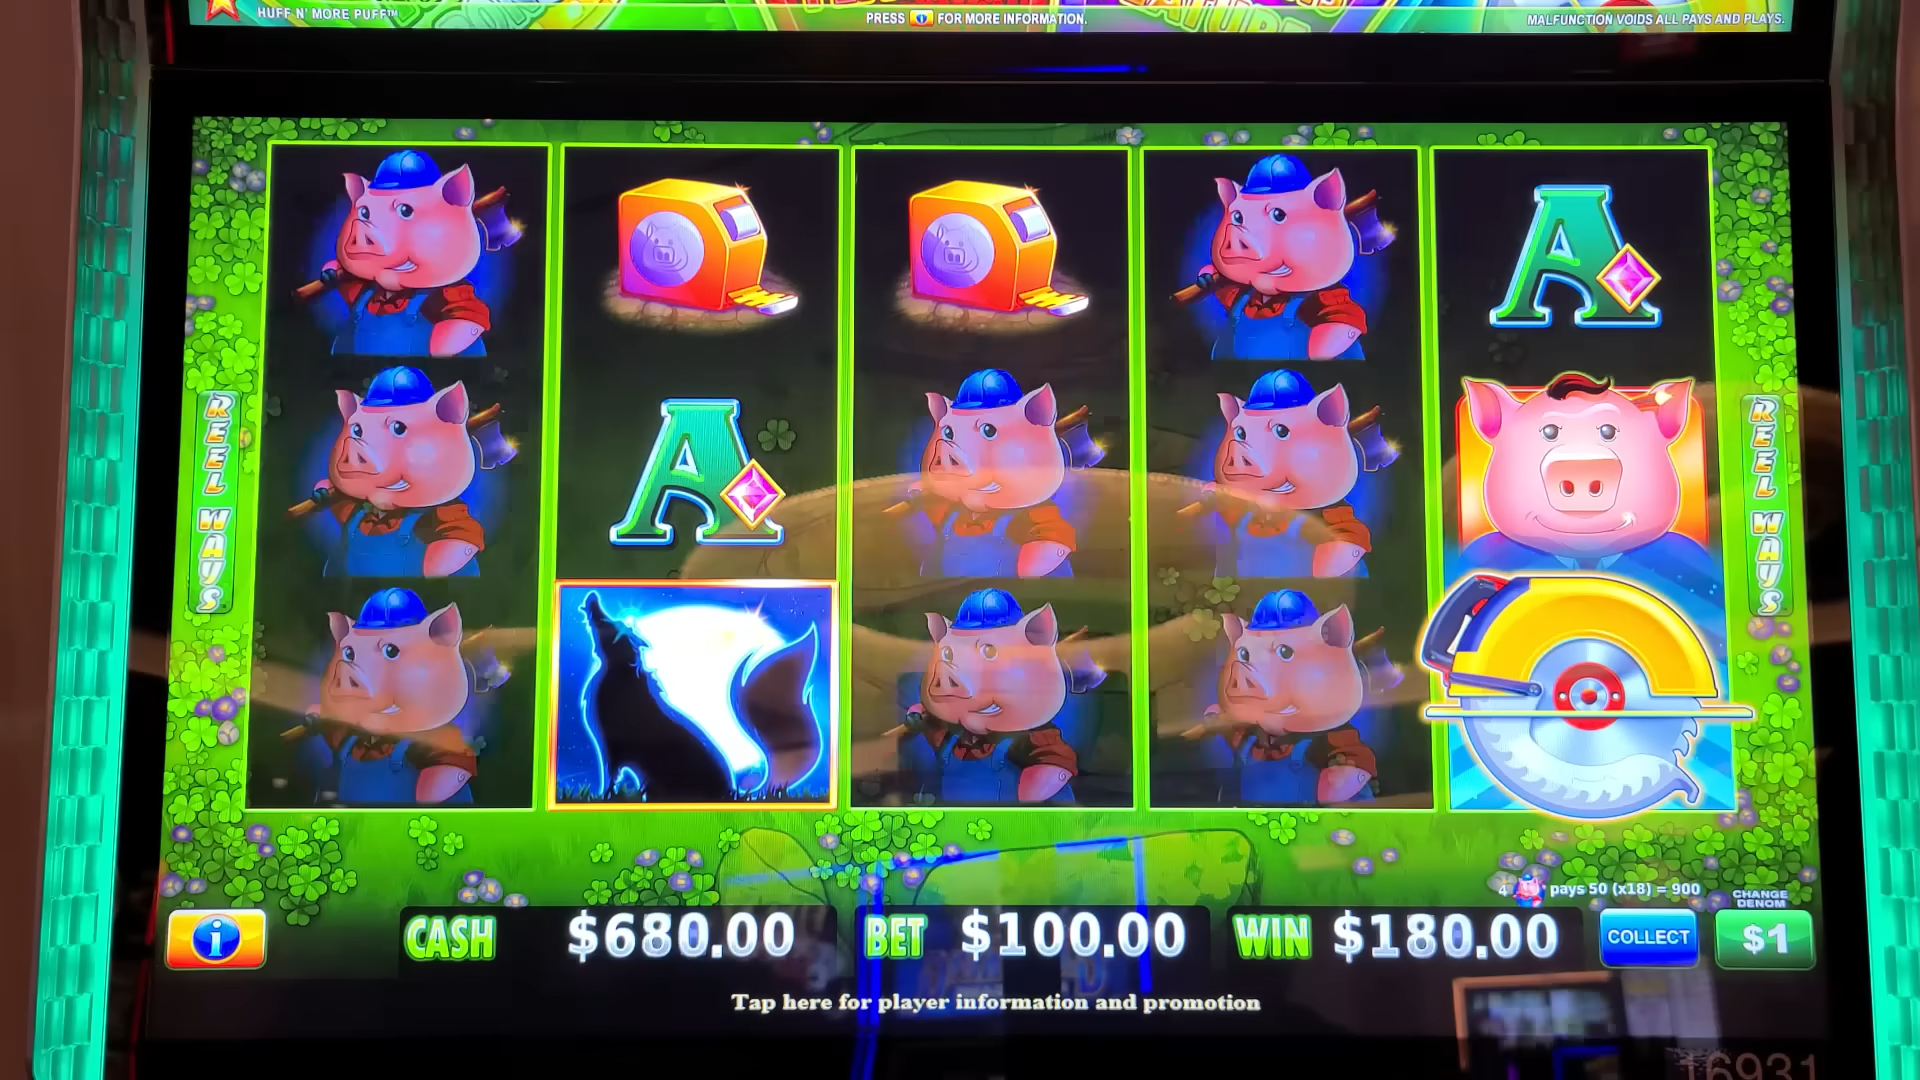 HUFF N' MORE PUFF™
PRESS i FOR MORE INFORMATION.
MALFUNCTION VOIDS ALL PAYS AND PLAYS.
A
A
REEL WAYS
REEL WAYS
4 pays 50 (x18) = 900
CHANGE
DENOM
i
CASH $680.00
BET $100.00
WIN $180.00
COLLECT
$1
Tap here for player information and promotion
16931